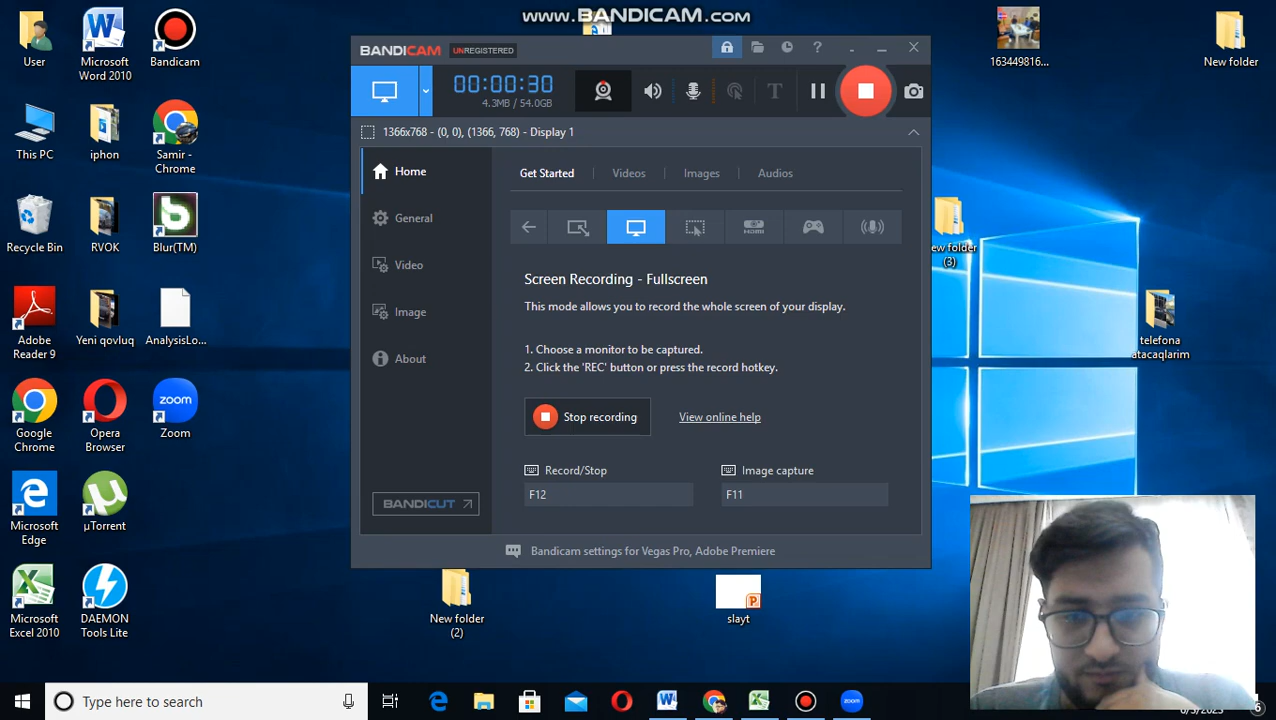 www.BANDICAM.com
BANDICAM UNREGISTERED
00:00:30
4.3MB / 54.0GB
1366x768 - (0, 0), (1366, 768) - Display 1
Home
General
Video
Image
About
BANDICUT
Get Started
Videos
Images
Audios
HDMI
Screen Recording - Fullscreen
This mode allows you to record the whole screen of your display.
1. Choose a monitor to be captured.
2. Click the 'REC' button or press the record hotkey.
Stop recording
View online help
Record/Stop
F12
Image capture
F11
Bandicam settings for Vegas Pro, Adobe Premiere
User
Microsoft
Word 2010
Bandicam
This PC
iphon
Samir -
Chrome
Recycle Bin
RVOK
Blur(TM)
Adobe
Reader 9
Yeni qovluq
AnalysisLo...
Google
Chrome
Opera
Browser
zoom
Zoom
Microsoft
Edge
µTorrent
Microsoft
Excel 2010
DAEMON
Tools Lite
163449816...
New folder
ew folder
(3)
telefona
atacaqlarim
New folder
(2)
slayt
Type here to search
zoom